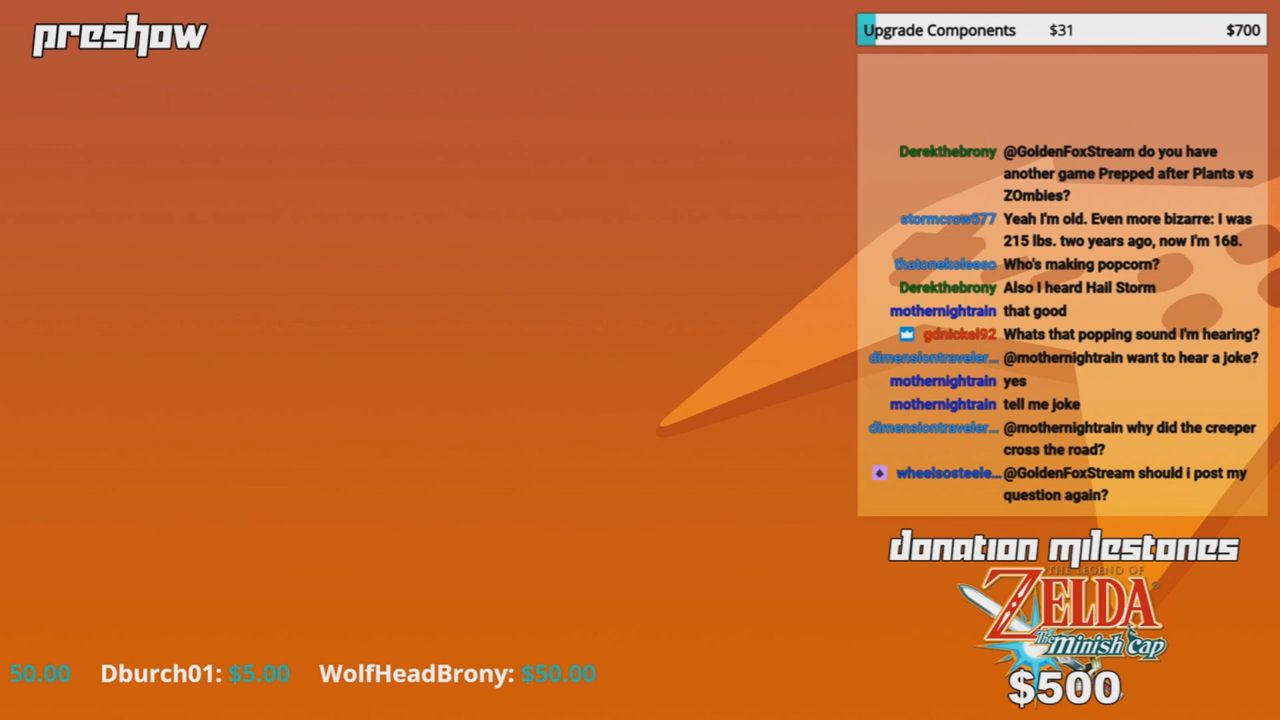 preshow
Upgrade Components $31 $700
Derekthebrony @GoldenFoxStream do you have
another game Prepped after Plants vs
ZOmbies?
stormcrow577 Yeah I'm old. Even more bizarre: I was
215 lbs. two years ago, now I'm 168.
thatonekoleeso Who's making popcorn?
Derekthebrony Also I heard Hail Storm
mothernightrain that good
gdnickel92 Whats that popping sound I'm hearing?
dimensiontraveler... @mothernightrain want to hear a joke?
mothernightrain yes
mothernightrain tell me joke
dimensiontraveler... @mothernightrain why did the creeper
cross the road?
wheelsosteele... @GoldenFoxStream should i post my
question again?
donation milestones
THE LEGEND OF
ZELDA
The Minish Cap
$500
50.00 Dburch01: $5.00 WolfHeadBrony: $50.00